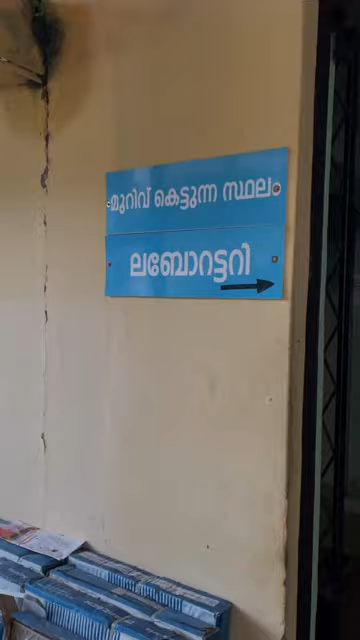 മുറിവ് കെട്ടുന്ന സ്ഥലം
ലബോറട്ടറി